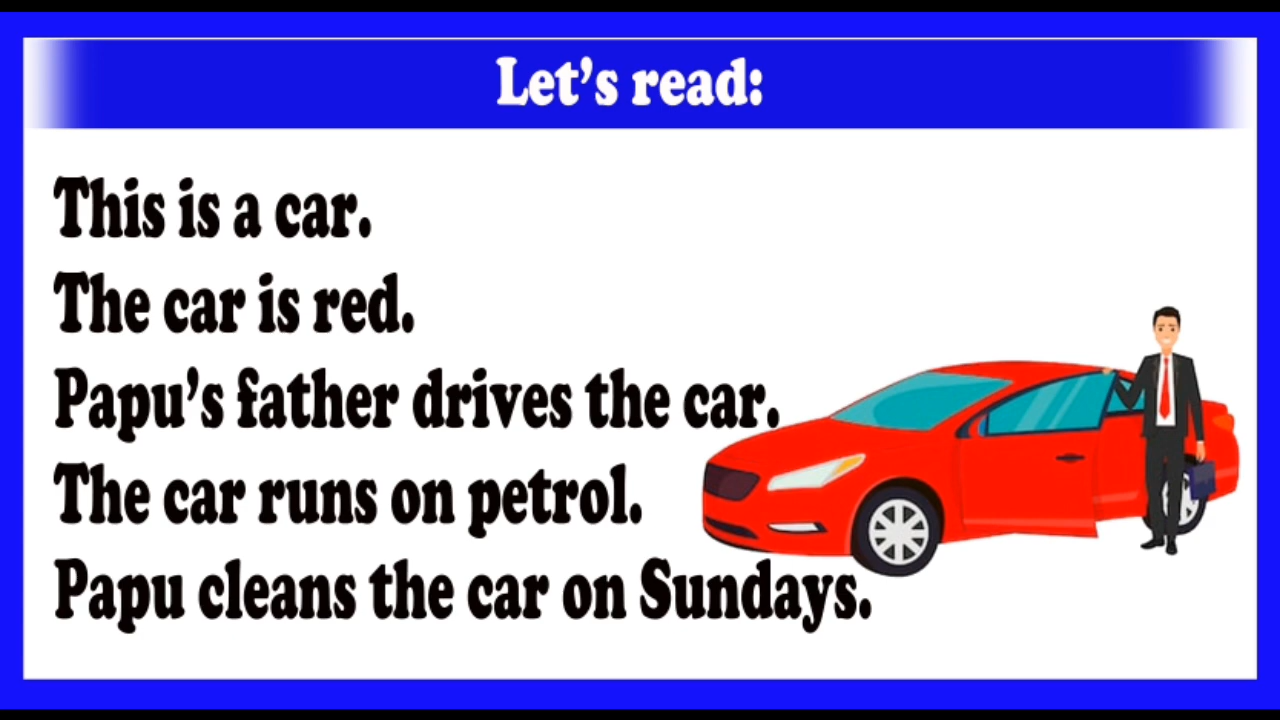 Let's read:
This is a car.
The car is red.
Papu's father drives the car.
The car runs on petrol.
Papu cleans the car on Sundays.